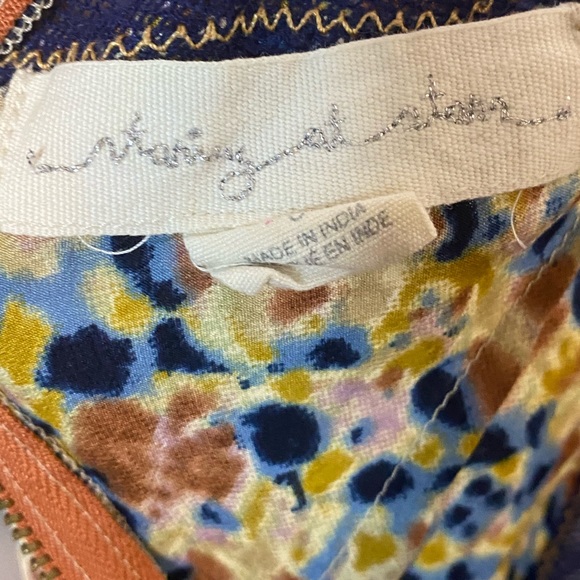 staring at stars
MADE IN INDIA
EN INDE